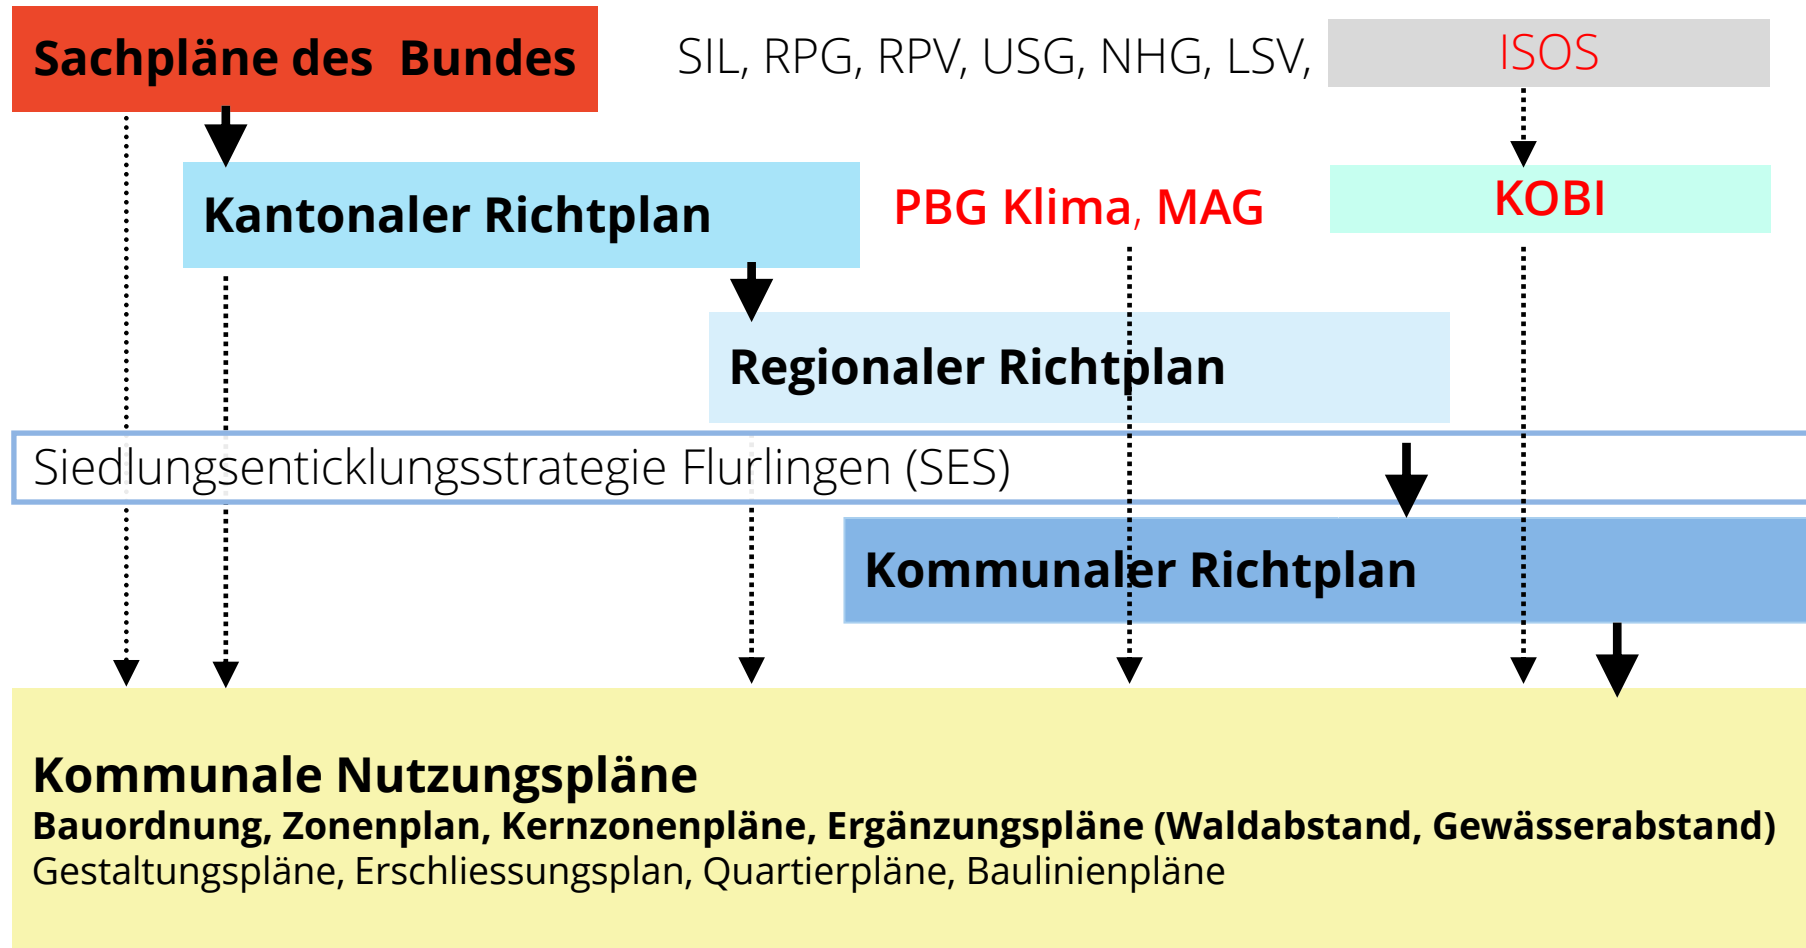 Sachpläne des Bundes
SIL, RPG, RPV, USG, NHG, LSV,
ISOS
Kantonaler Richtplan
PBG Klima, MAG
KOBI
Regionaler Richtplan
Siedlungsenticklungsstrategie Flurlingen (SES)
Kommunaler Richtplan
Kommunale Nutzungspläne
Bauordnung, Zonenplan, Kernzonenpläne, Ergänzungspläne (Waldabstand, Gewässerabstand)
Gestaltungspläne, Erschliessungsplan, Quartierpläne, Baulinienpläne